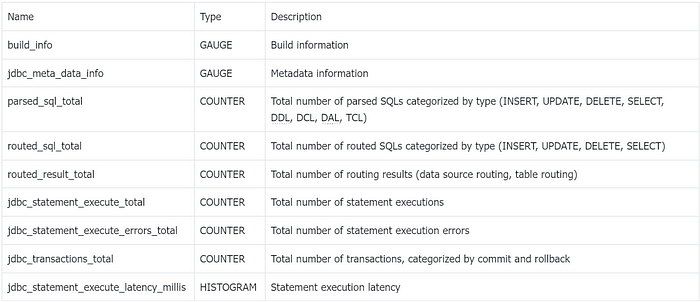 Name Type Description
build_info GAUGE Build information
jdbc_meta_data_info GAUGE Metadata information
parsed_sql_total COUNTER Total number of parsed SQLs categorized by type (INSERT, UPDATE, DELETE, SELECT,
DDL, DCL, DAL, TCL)
routed_sql_total COUNTER Total number of routed SQLs categorized by type (INSERT, UPDATE, DELETE, SELECT)
routed_result_total COUNTER Total number of routing results (data source routing, table routing)
jdbc_statement_execute_total COUNTER Total number of statement executions
jdbc_statement_execute_errors_total COUNTER Total number of statement execution errors
jdbc_transactions_total COUNTER Total number of transactions, categorized by commit and rollback
jdbc_statement_execute_latency_millis HISTOGRAM Statement execution latency